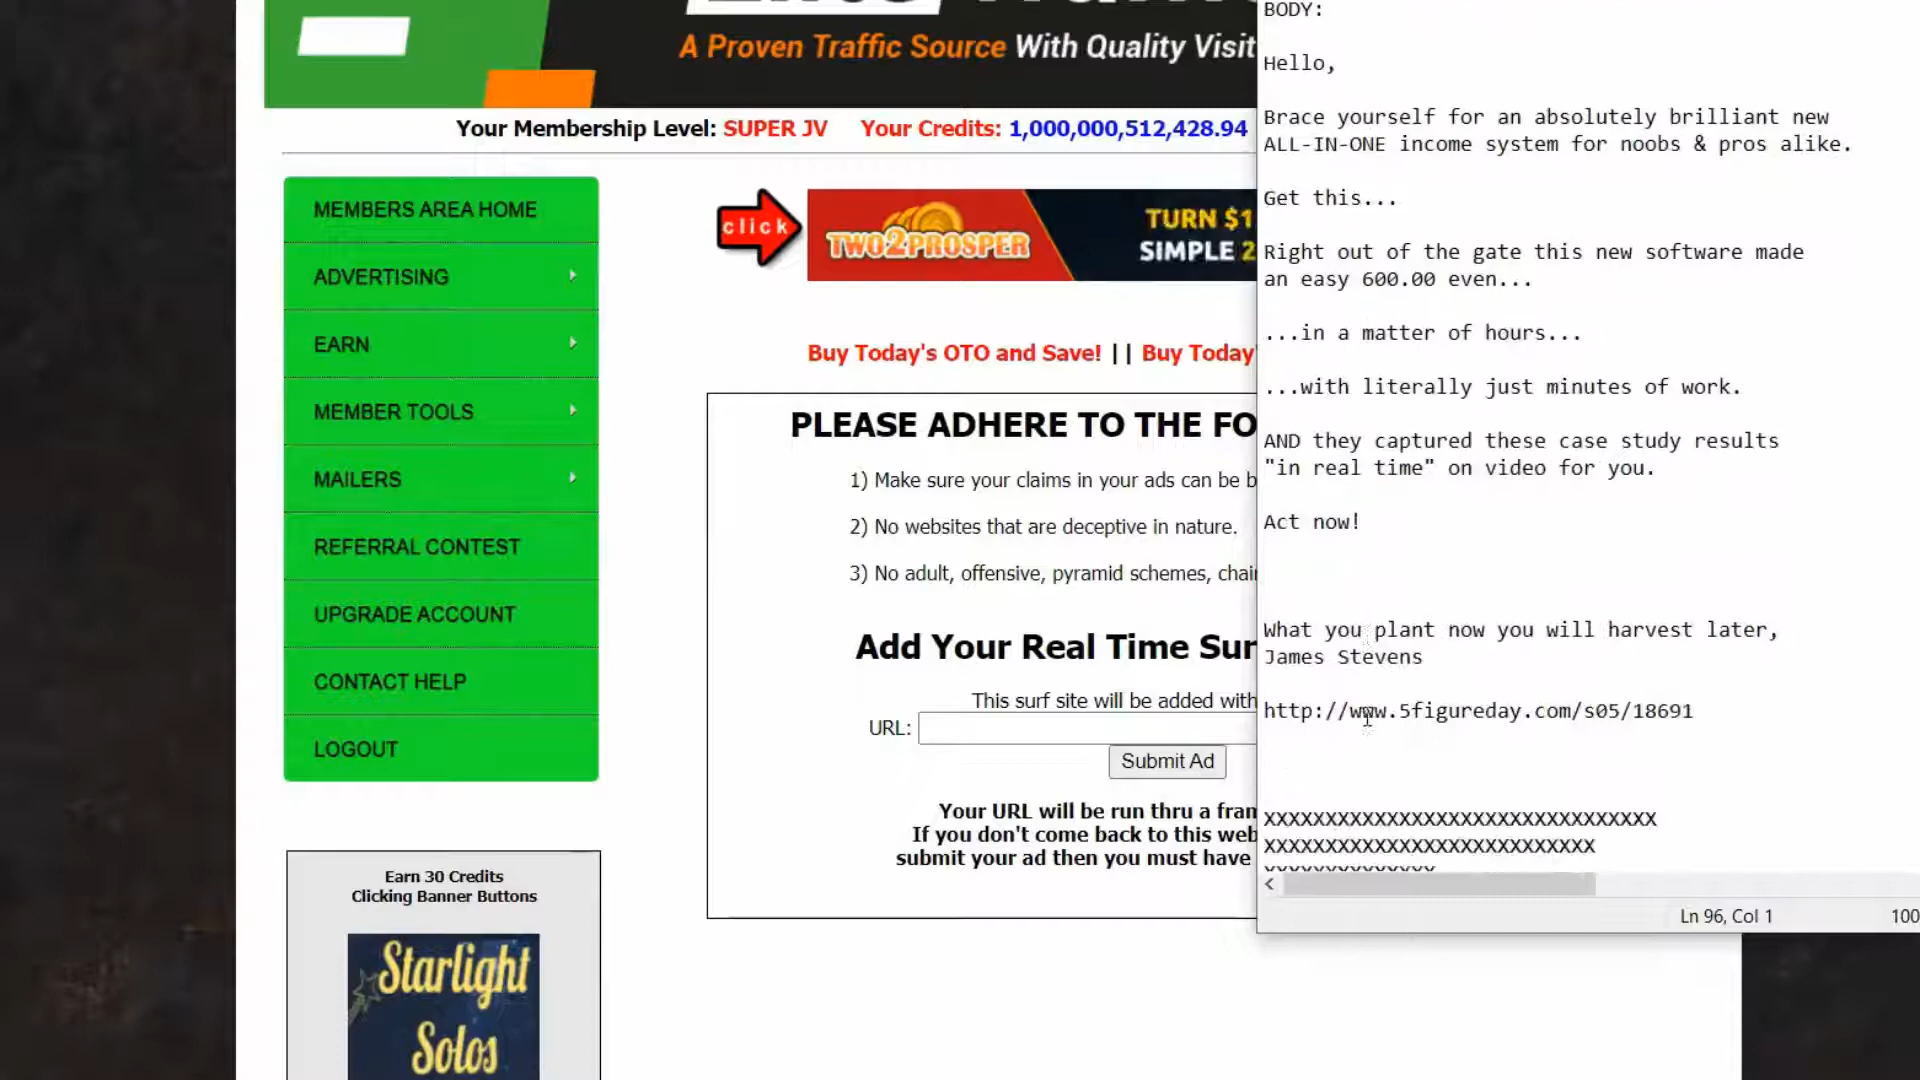 A Proven Traffic Source With Quality Visit
Your Membership Level: SUPER JV Your Credits: 1,000,000,512,428.94
MEMBERS AREA HOME
ADVERTISING
EARN
MEMBER TOOLS
MAILERS
REFERRAL CONTEST
UPGRADE ACCOUNT
CONTACT HELP
LOGOUT
Earn 30 Credits
Clicking Banner Buttons
Starlight
Solos
click
TWO2PROSPER
TURN $1
SIMPLE 2
Buy Today's OTO and Save! || Buy Today'
PLEASE ADHERE TO THE FO
1) Make sure your claims in your ads can be b
2) No websites that are deceptive in nature.
3) No adult, offensive, pyramid schemes, chai
Add Your Real Time Sur
This surf site will be added with
URL:
Submit Ad
Your URL will be run thru a fram
If you don't come back to this web
submit your ad then you must have
BODY:
Hello,
Brace yourself for an absolutely brilliant new
ALL-IN-ONE income system for noobs & pros alike.
Get this...
Right out of the gate this new software made
an easy 600.00 even...
...in a matter of hours...
...with literally just minutes of work.
AND they captured these case study results
"in real time" on video for you.
Act now!
What you plant now you will harvest later,
James Stevens
http://www.5figureday.com/s05/18691
xxxxxxxxxxxxxxxxxxxxxxxxxxxxxxxx
xxxxxxxxxxxxxxxxxxxxxxxxxxx
xxxxxxxxxxxxxx
Ln 96, Col 1
100